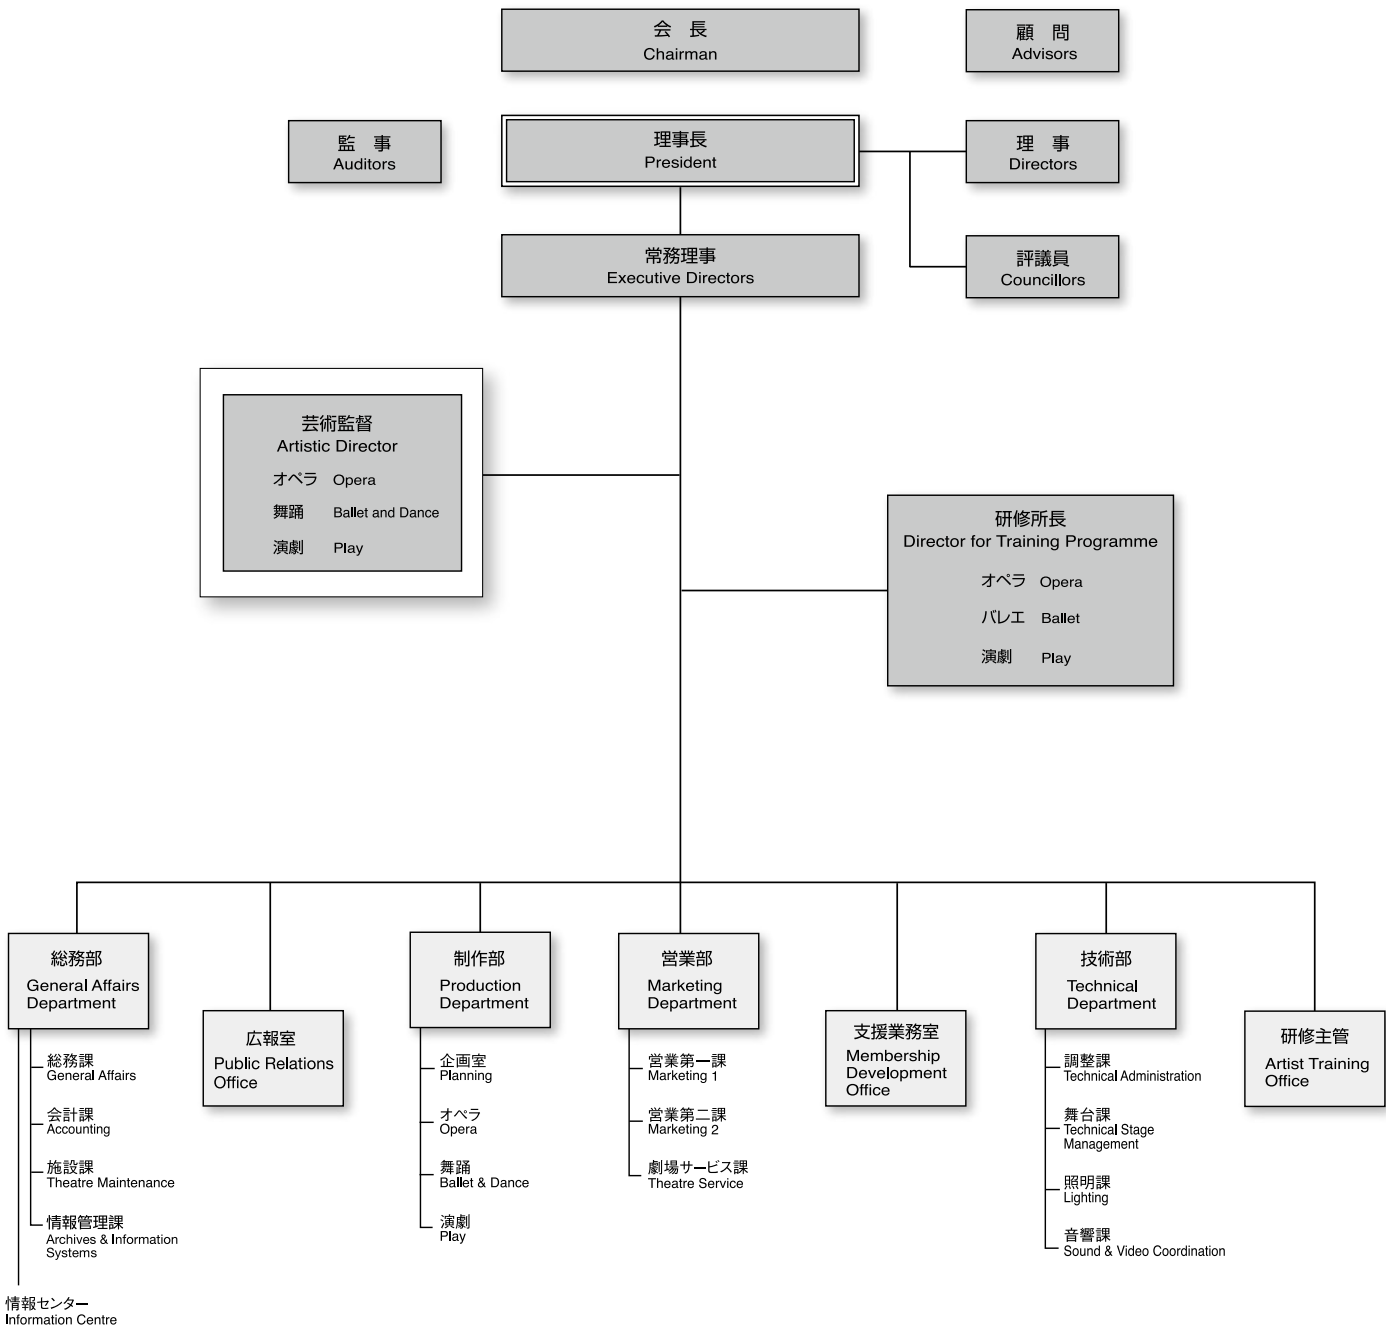 会 長
Chairman
顧 問
Advisors
監 事
Auditors
理事長
President
理 事
Directors
常務理事
Executive Directors
評議員
Councillors
芸術監督
Artistic Director
オペラ Opera
舞踊 Ballet and Dance
演劇 Play
研修所長
Director for Training Programme
オペラ Opera
バレエ Ballet
演劇 Play
総務部
General Affairs
Department
総務課
General Affairs
会計課
Accounting
施設課
Theatre Maintenance
情報管理課
Archives & Information
Systems
情報センター
Information Centre
広報室
Public Relations
Office
制作部
Production
Department
企画室
Planning
オペラ
Opera
舞踊
Ballet & Dance
演劇
Play
営業部
Marketing
Department
営業第一課
Marketing 1
営業第二課
Marketing 2
劇場サービス課
Theatre Service
支援業務室
Membership
Development
Office
技術部
Technical
Department
調整課
Technical Administration
舞台課
Technical Stage
Management
照明課
Lighting
音響課
Sound & Video Coordination
研修主管
Artist Training
Office